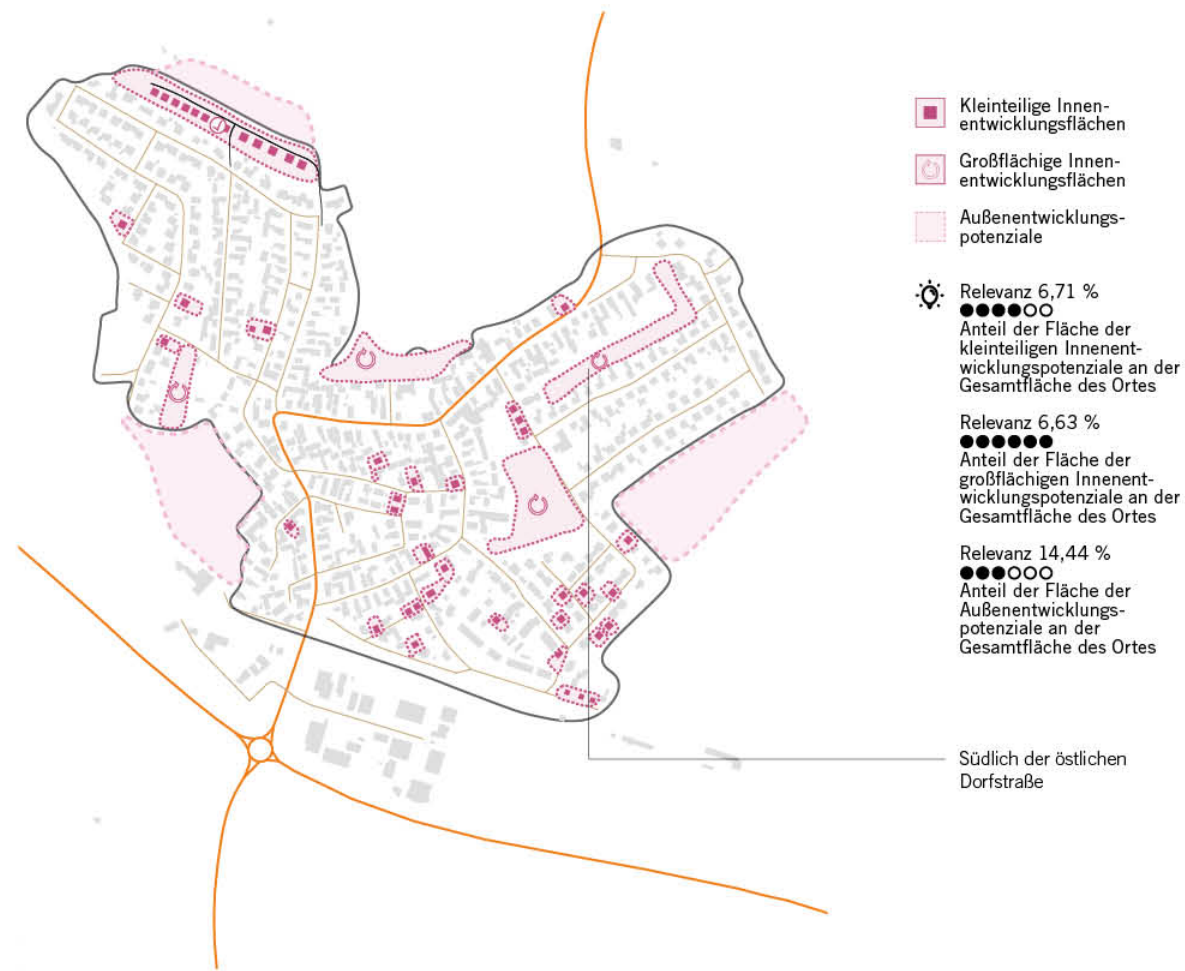 Kleinteilige Innen-
entwicklungsflächen
Großflächige Innen-
entwicklungsflächen
Außenentwicklungs-
potenziale
Relevanz 6,71 %
Anteil der Fläche der
kleinteiligen Innenent-
wicklungspotenziale an der
Gesamtfläche des Ortes
Relevanz 6,63 %
Anteil der Fläche der
großflächigen Innenent-
wicklungspotenziale an der
Gesamtfläche des Ortes
Relevanz 14,44 %
Anteil der Fläche der
Außenentwicklungs-
potenziale an der
Gesamtfläche des Ortes
Südlich der östlichen
Dorfstraße